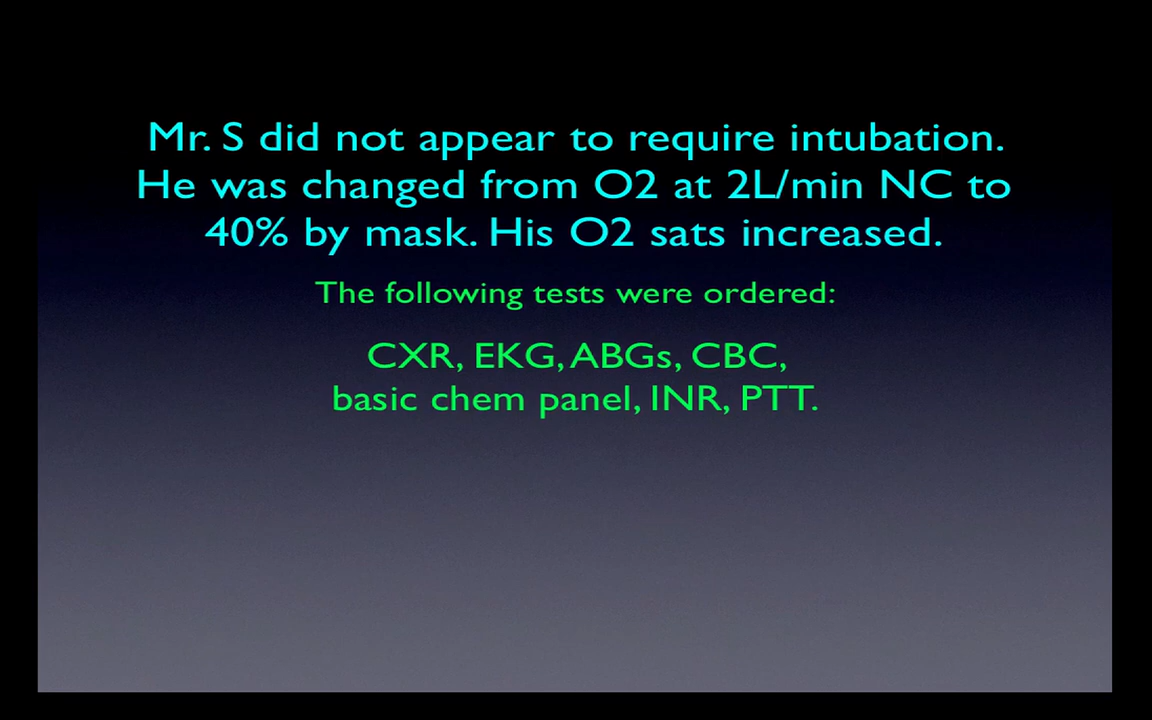 Mr. S did not appear to require intubation.
He was changed from O2 at 2L/min NC to
40% by mask. His O2 sats increased.
The following tests were ordered:
CXR, EKG, ABGs, CBC,
basic chem panel, INR, PTT.